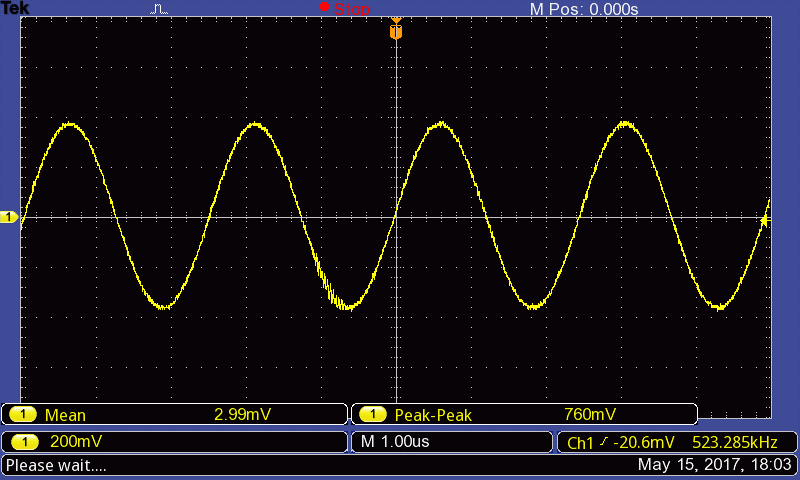 Tek Stop M Pos: 0.000s
T
1
1 Mean 2.99mV 1 Peak-Peak 760mV
1 200mV M 1.00us Ch1 -20.6mV 523.285kHz
Please wait.... May 15, 2017, 18:03